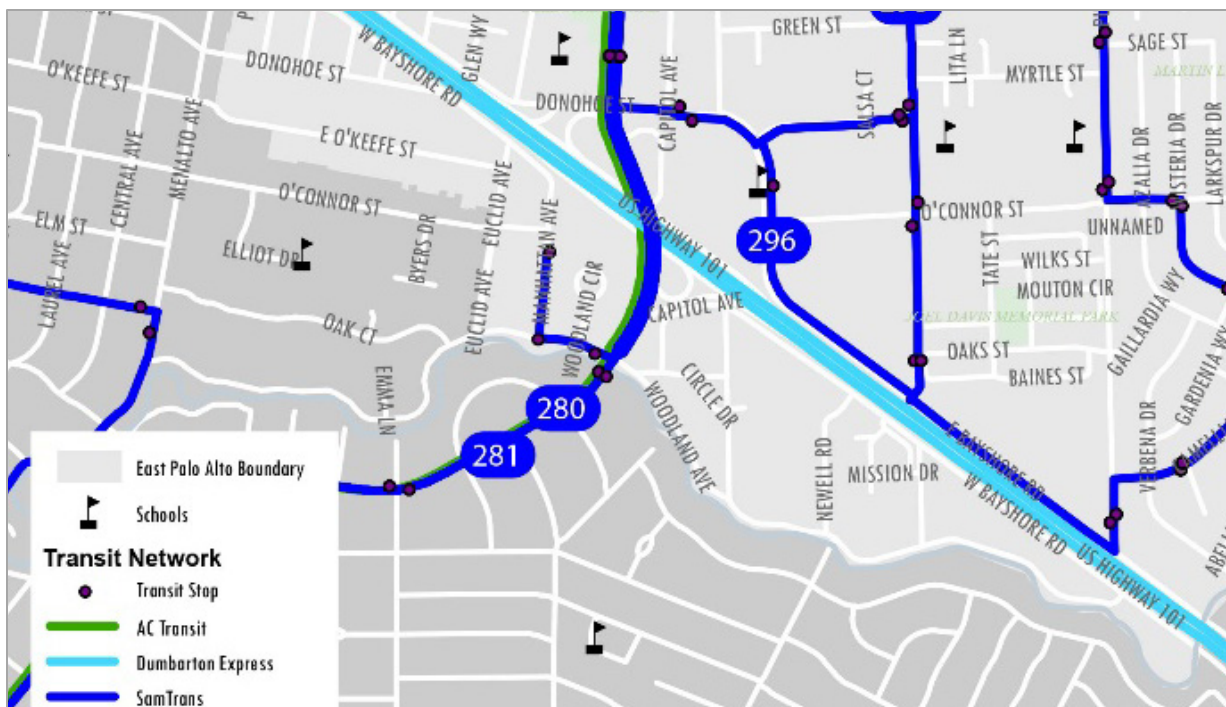 GREEN ST
SAGE ST
LITA LN
MYRTLE ST
GLEN WY
W BAYSHORE RD
DONOHOE ST
O'KEEFE ST
CAPITOL AVE
DONOHOE ST
SALSA CT
MENALTO AVE
CENTRAL AVE
E O'KEEFE ST
AZALIA DR
LARKSPUR DR
O'CONNOR ST
EUCLID AVE
MANHATTAN AVE
US HIGHWAY 101
O'CONNOR ST
UNNAMED
ELM ST
ELLIOT DR
BYERS DR
296
TATE ST
WILKS ST
MOUTON CIR
LAUREL AVE
OAK CT
EUCLID AVE
WOODLAND CIR
CAPITOL AVE
JOEL DAVIS MEMORIAL PARK
GAILLARDIA WY
OAKS ST
BAINES ST
EMMA LN
CIRCLE DR
WOODLAND AVE
GARDENIA WY
280
281
NEWELL RD
MISSION DR
E BAYSHORE RD
W BAYSHORE RD
VERBENA DR
US HIGHWAY 101
East Palo Alto Boundary
Schools
Transit Network
Transit Stop
AC Transit
Dumbarton Express
SamTrans